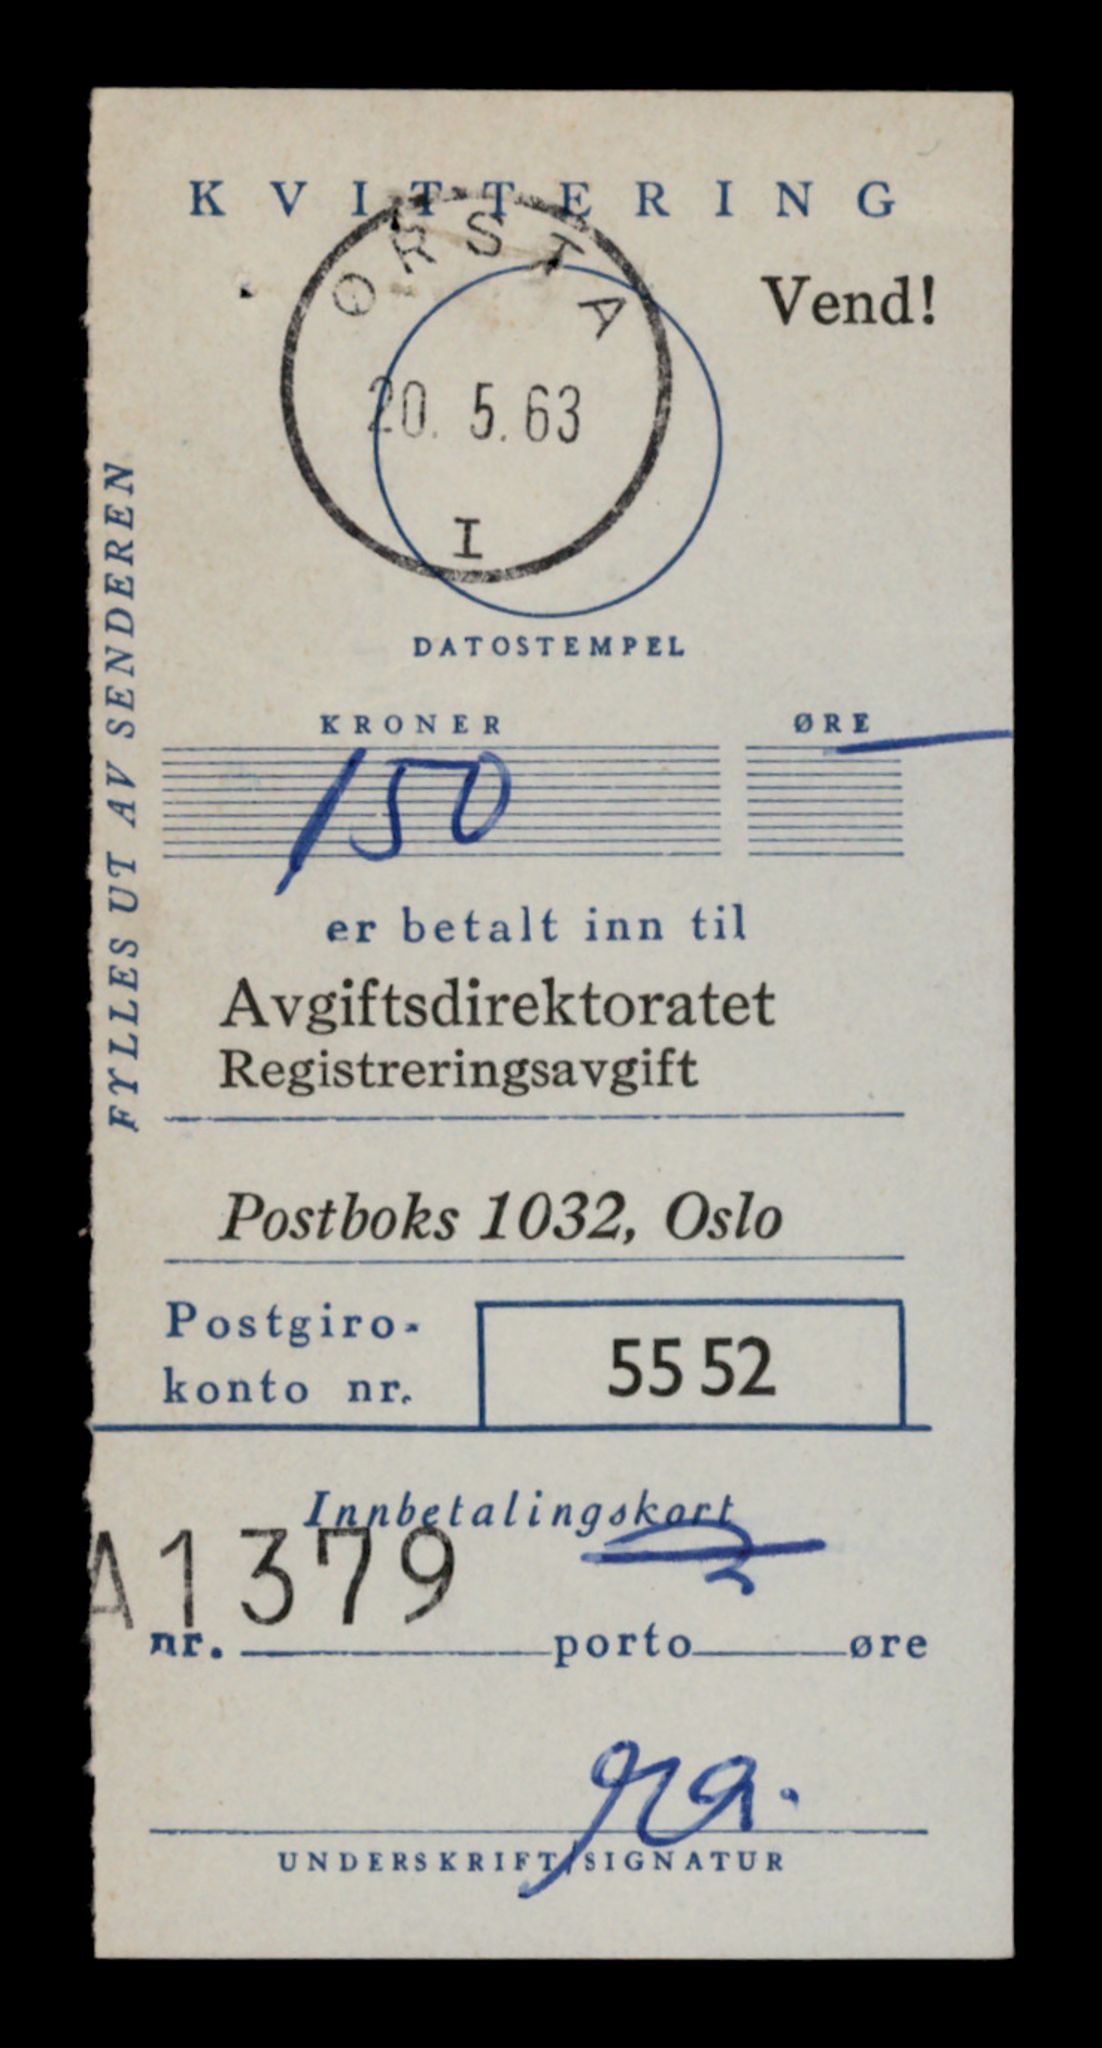 KVITTERING
Vend!
ØRSTA
20. 5. 63
I
DATOSTEMPEL
FYLLES UT AV SENDEREN
KRONER ØRE
150 —
er betalt inn til
Avgiftsdirektoratet
Registreringsavgift
Postboks 1032, Oslo
Postgiro-
konto nr.
55 52
Innbetalingskort
A1379
nr. porto øre
UNDERSKRIFT/SIGNATUR